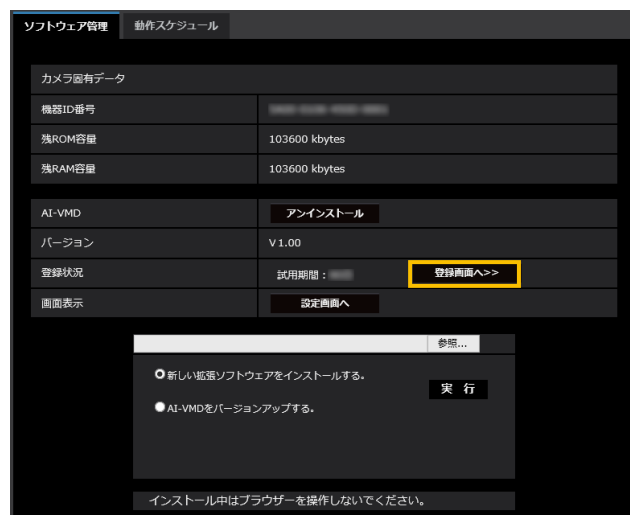 ソフトウェア管理 動作スケジュール
カメラ固有データ
機器ID番号
残ROM容量 103600 kbytes
残RAM容量 103600 kbytes
AI-VMD アンインストール
バージョン V1.00
登録状況 試用期間： 登録画面へ>>
画面表示 設定画面へ
参照...
新しい拡張ソフトウェアをインストールする。
実 行
AI-VMDをバージョンアップする。
インストール中はブラウザーを操作しないでください。